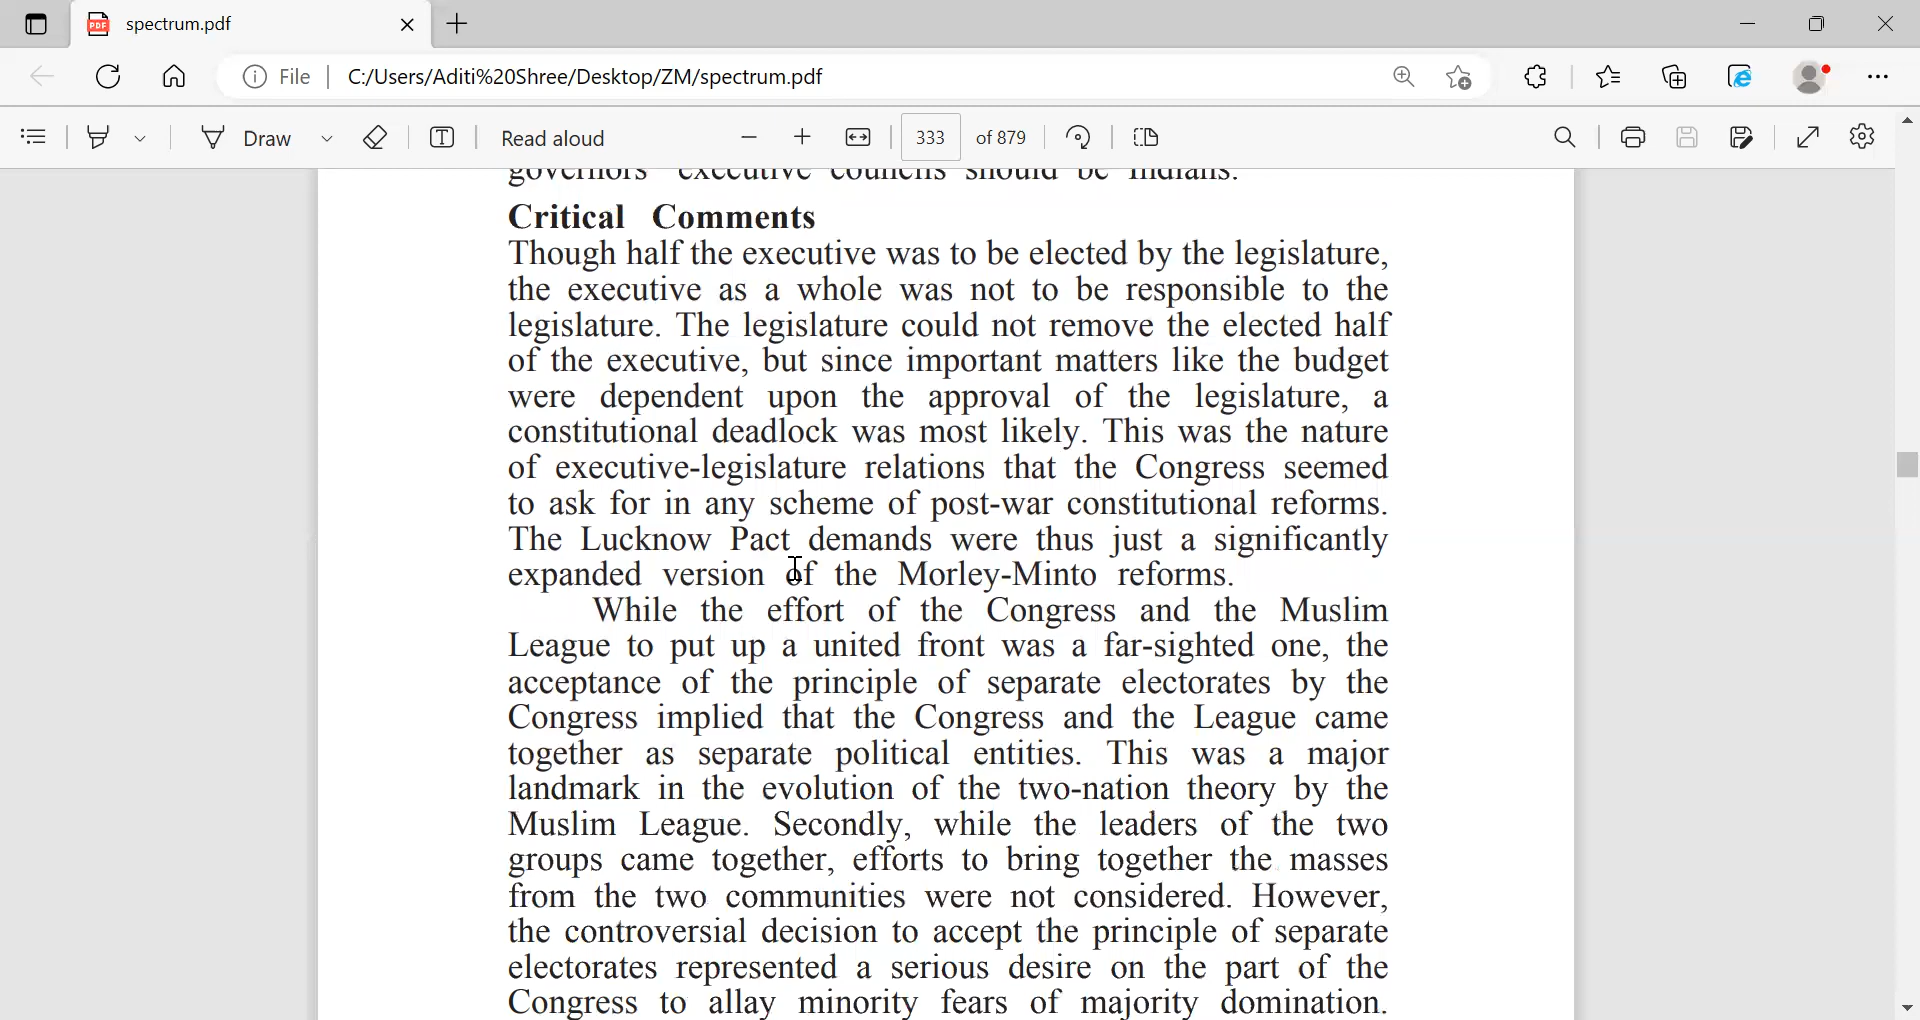 spectrum.pdf
File C:/Users/Aditi%20Shree/Desktop/ZM/spectrum.pdf
Draw Read aloud 333 of 879
governors' executive councils should be Indians.
Critical Comments
Though half the executive was to be elected by the legislature,
the executive as a whole was not to be responsible to the
legislature. The legislature could not remove the elected half
of the executive, but since important matters like the budget
were dependent upon the approval of the legislature, a
constitutional deadlock was most likely. This was the nature
of executive-legislature relations that the Congress seemed
to ask for in any scheme of post-war constitutional reforms.
The Lucknow Pact demands were thus just a significantly
expanded version of the Morley-Minto reforms.
While the effort of the Congress and the Muslim
League to put up a united front was a far-sighted one, the
acceptance of the principle of separate electorates by the
Congress implied that the Congress and the League came
together as separate political entities. This was a major
landmark in the evolution of the two-nation theory by the
Muslim League. Secondly, while the leaders of the two
groups came together, efforts to bring together the masses
from the two communities were not considered. However,
the controversial decision to accept the principle of separate
electorates represented a serious desire on the part of the
Congress to allay minority fears of majority domination.